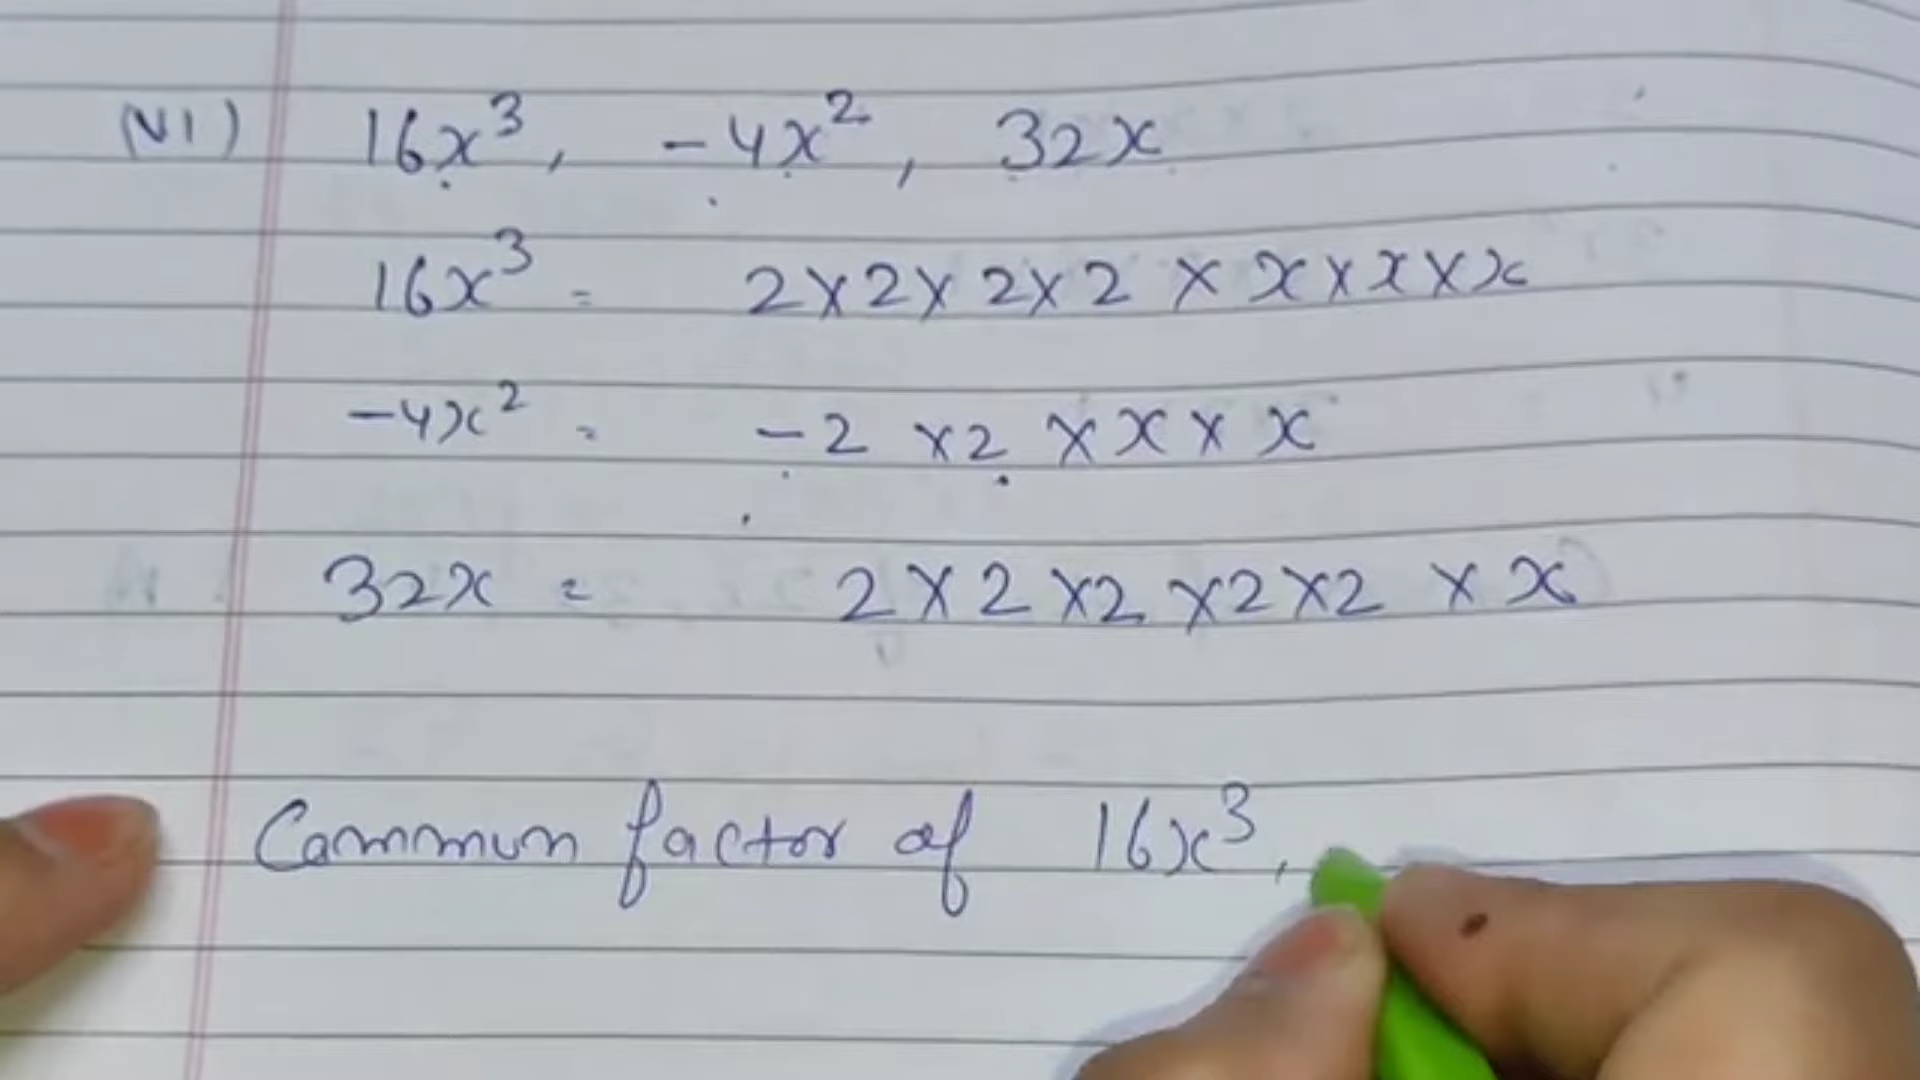 (VI) 16x³, -4x², 32x
16x³ = 2×2×2×2 × x×x×x
-4x² = -2 ×2 × x × x
32x = 2×2×2×2×2 × x
Common factor of 16x³,